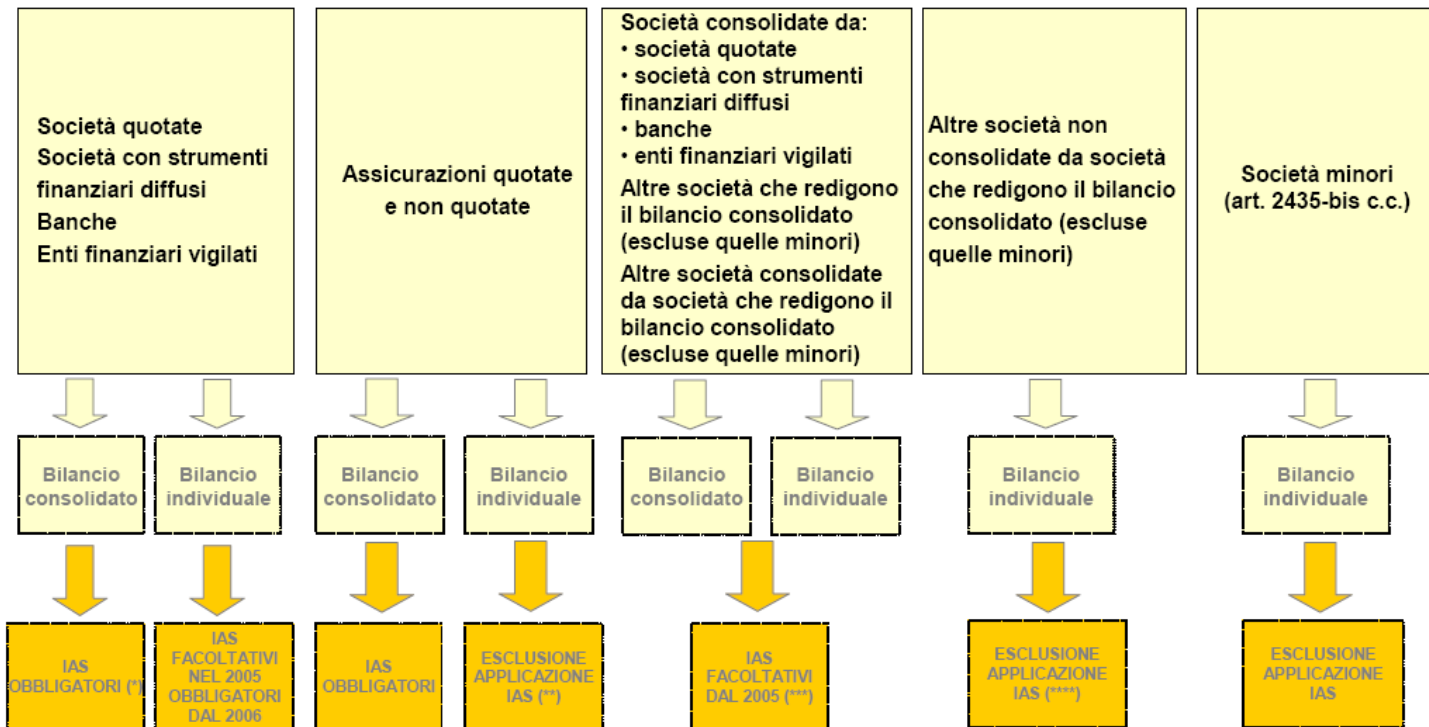 Società quotate
Società con strumenti
finanziari diffusi
Banche
Enti finanziari vigilati
Assicurazioni quotate
e non quotate
Società consolidate da:
• società quotate
• società con strumenti
finanziari diffusi
• banche
• enti finanziari vigilati
Altre società che redigono
il bilancio consolidato
(escluse quelle minori)
Altre società consolidate
da società che redigono il
bilancio consolidato
(escluse quelle minori)
Altre società non
consolidate da società
che redigono il bilancio
consolidato (escluse
quelle minori)
Società minori
(art. 2435-bis c.c.)
Bilancio
consolidato
Bilancio
individuale
Bilancio
consolidato
Bilancio
individuale
Bilancio
consolidato
Bilancio
individuale
Bilancio
individuale
Bilancio
individuale
IAS
OBBLIGATORI (*)
IAS
FACOLTATIVI
NEL 2005
OBBLIGATORI
DAL 2006
IAS
OBBLIGATORI
ESCLUSIONE
APPLICAZIONE
IAS (**)
IAS
FACOLTATIVI
DAL 2005 (***)
ESCLUSIONE
APPLICAZIONE
IAS (****)
ESCLUSIONE
APPLICAZIONE
IAS